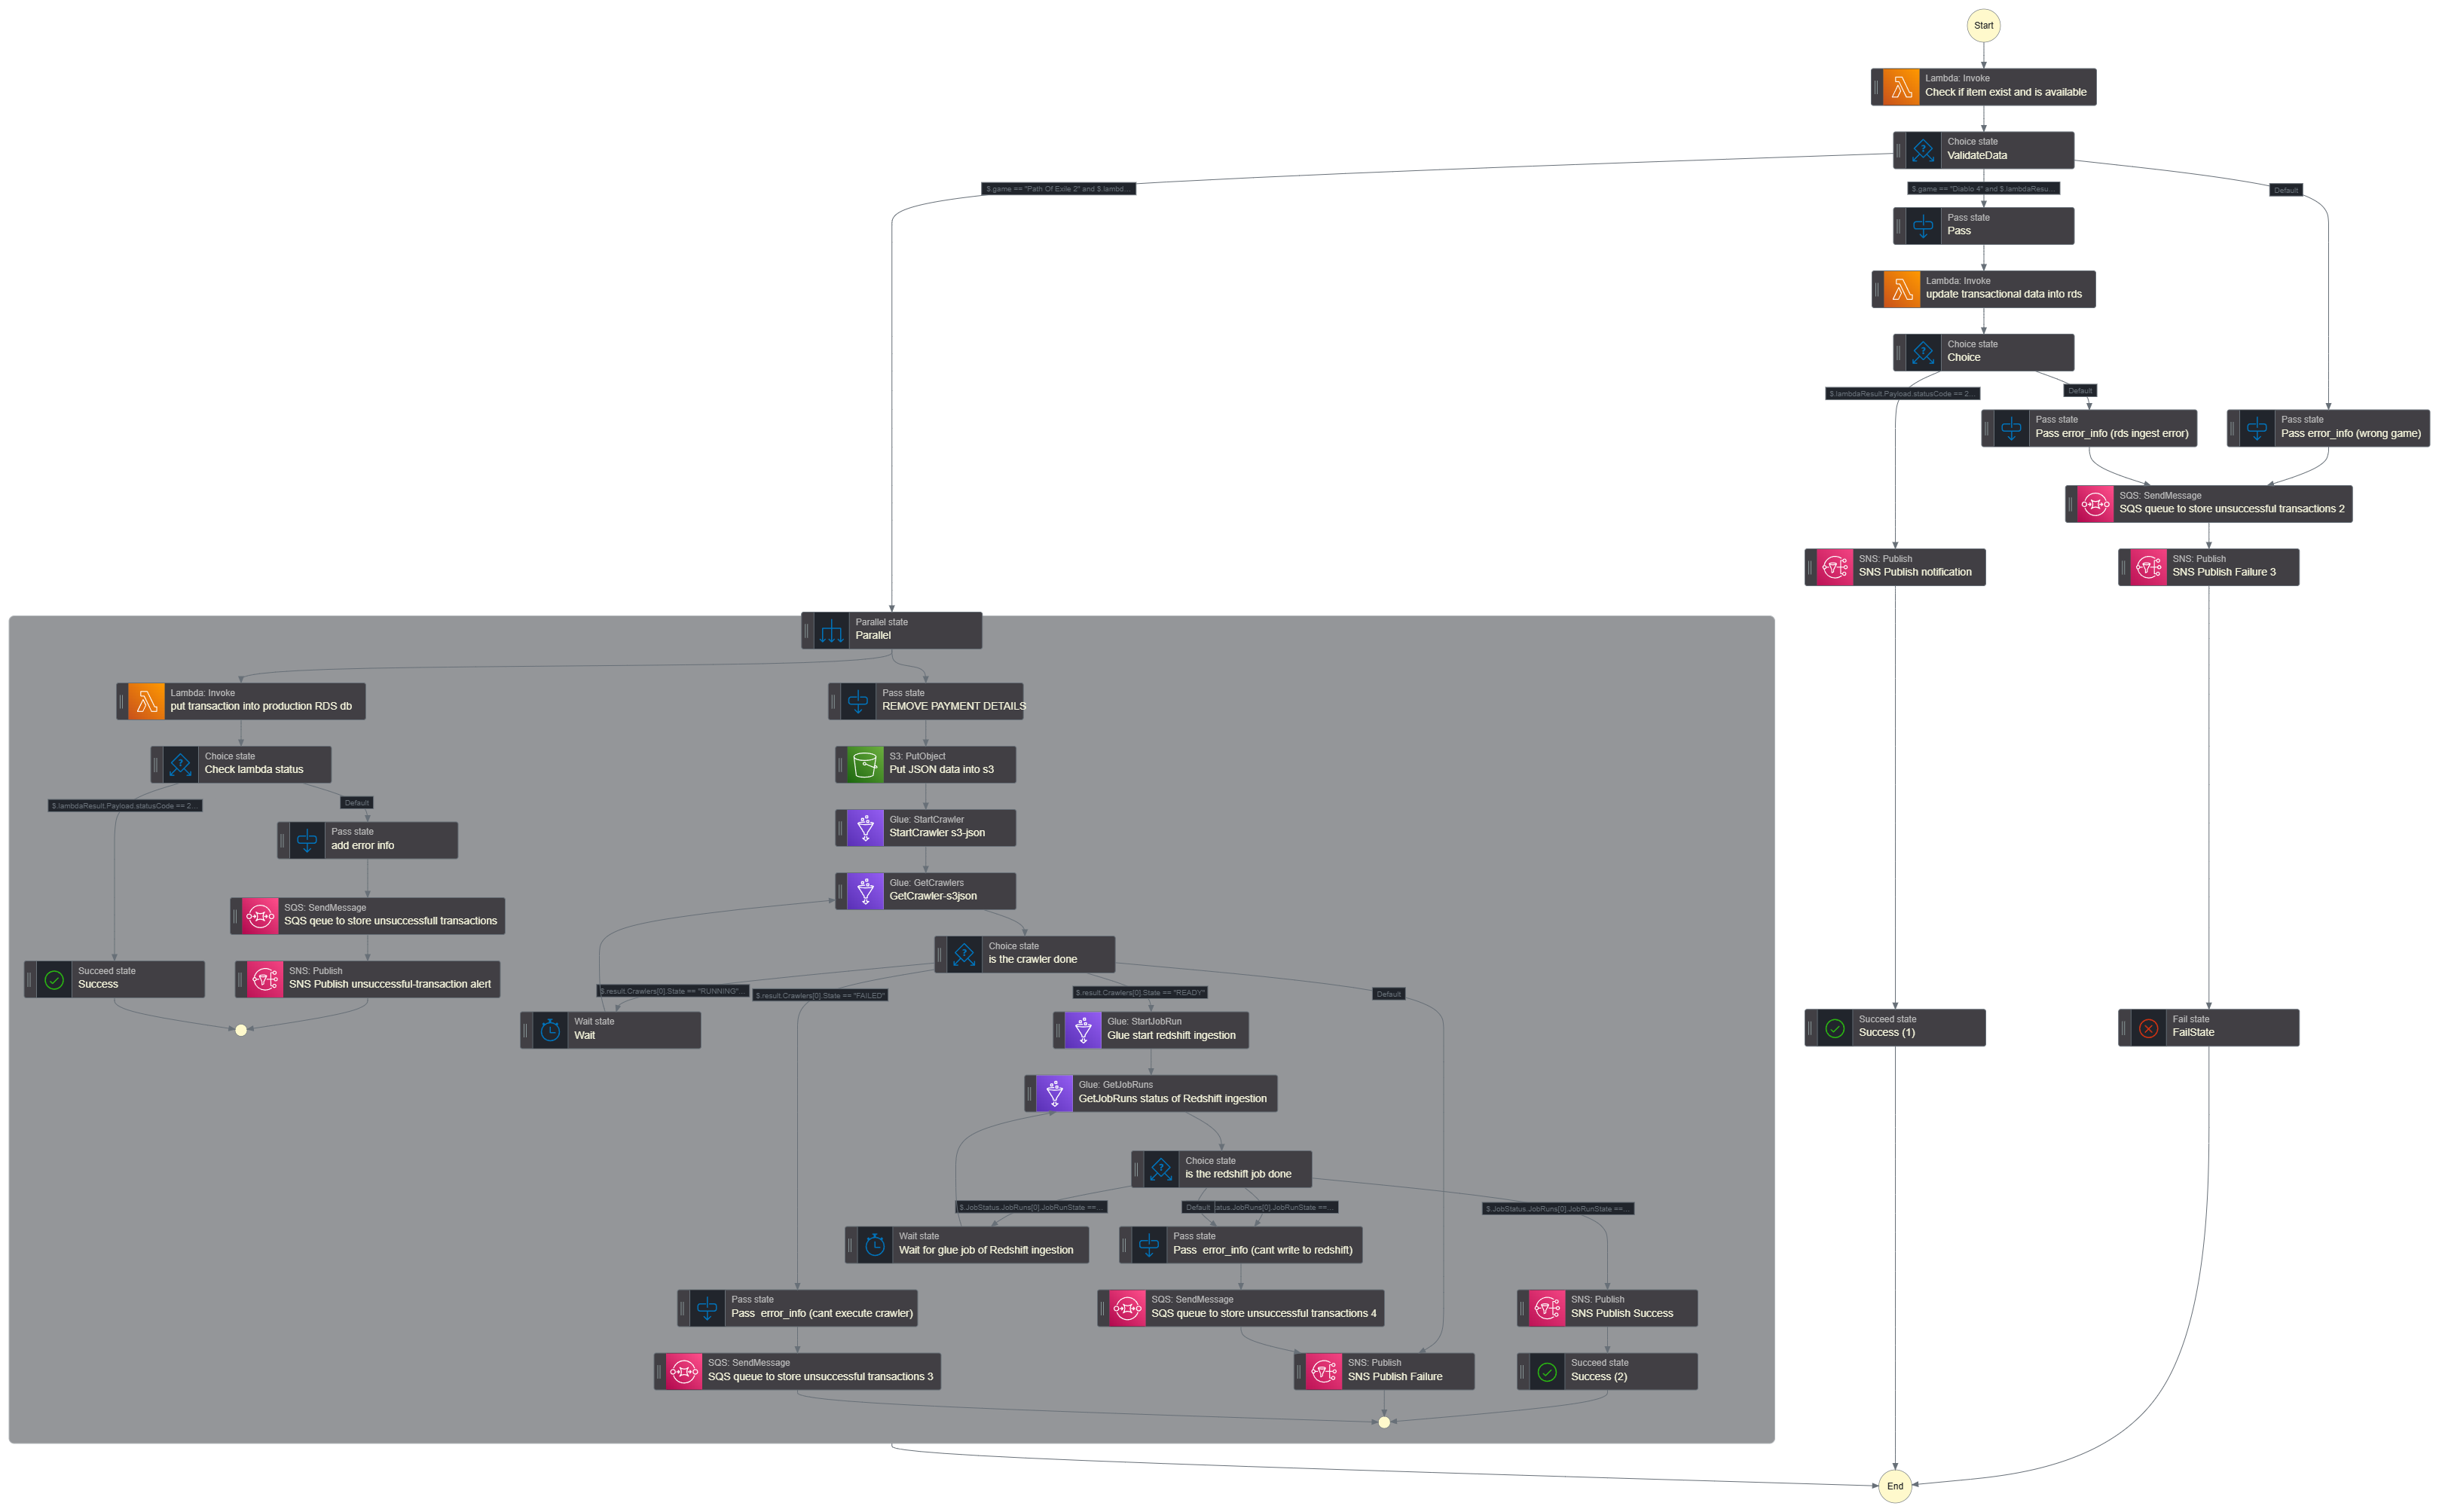 Start
Lambda: Invoke
Check if item exist and is available
Choice state
ValidateData
$.game == "Path Of Exile 2" and $.lambd...
$.game == "Diablo 4" and $.lambdaResu...
Default
Pass state
Pass
Lambda: Invoke
update transactional data into rds
Choice state
Choice
$.lambdaResult.Payload.statusCode == 2...
Default
Pass state
Pass error_info (rds ingest error)
Pass state
Pass error_info (wrong game)
SQS: SendMessage
SQS queue to store unsuccessful transactions 2
SNS: Publish
SNS Publish notification
SNS: Publish
SNS Publish Failure 3
Parallel state
Parallel
Lambda: Invoke
put transaction into production RDS db
Pass state
REMOVE PAYMENT DETAILS
Choice state
Check lambda status
S3: PutObject
Put JSON data into s3
$.lambdaResult.Payload.statusCode == 2...
Default
Pass state
add error info
Glue: StartCrawler
StartCrawler s3-json
Glue: GetCrawlers
GetCrawler-s3json
SQS: SendMessage
SQS qeue to store unsuccessfull transactions
Choice state
is the crawler done
Succeed state
Success
SNS: Publish
SNS Publish unsuccessful-transaction alert
$.result.Crawlers[0].State == "RUNNING"...
$.result.Crawlers[0].State == "FAILED"
$.result.Crawlers[0].State == "READY"
Default
Wait state
Wait
Glue: StartJobRun
Glue start redshift ingestion
Succeed state
Success (1)
Fail state
FailState
Glue: GetJobRuns
GetJobRuns status of Redshift ingestion
Choice state
is the redshift job done
$.JobStatus.JobRuns[0].JobRunState ==...
Default
atus.JobRuns[0].JobRunState ==...
$.JobStatus.JobRuns[0].JobRunState ==...
Wait state
Wait for glue job of Redshift ingestion
Pass state
Pass  error_info (cant write to redshift)
Pass state
Pass  error_info (cant execute crawler)
SQS: SendMessage
SQS queue to store unsuccessful transactions 4
SNS: Publish
SNS Publish Success
SQS: SendMessage
SQS queue to store unsuccessful transactions 3
SNS: Publish
SNS Publish Failure
Succeed state
Success (2)
End